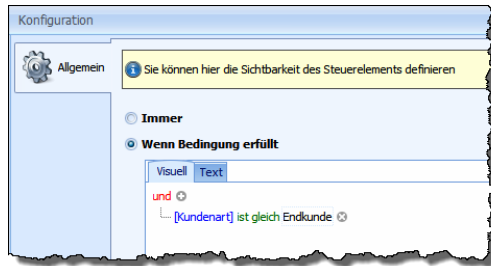 Konfiguration
Allgemein
Sie können hier die Sichtbarkeit des Steuerelements definieren
Immer
Wenn Bedingung erfüllt
Visuell Text
und
[Kundenart] ist gleich Endkunde